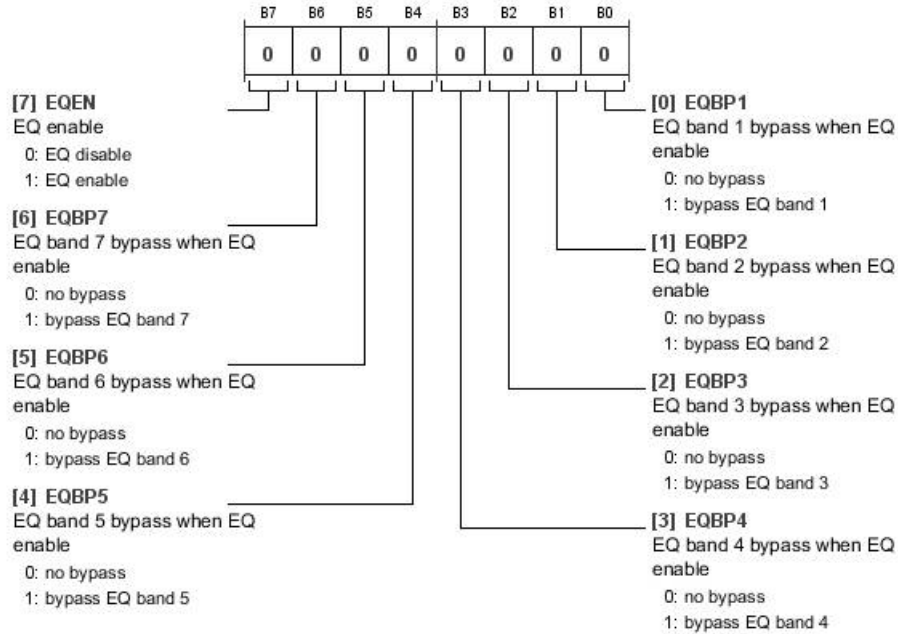 B7 B6 B5 B4 B3 B2 B1 B0
0 0 0 0 0 0 0 0
[7] EQEN
EQ enable
0: EQ disable
1: EQ enable
[6] EQBP7
EQ band 7 bypass when EQ
enable
0: no bypass
1: bypass EQ band 7
[5] EQBP6
EQ band 6 bypass when EQ
enable
0: no bypass
1: bypass EQ band 6
[4] EQBP5
EQ band 5 bypass when EQ
enable
0: no bypass
1: bypass EQ band 5
[0] EQBP1
EQ band 1 bypass when EQ
enable
0: no bypass
1: bypass EQ band 1
[1] EQBP2
EQ band 2 bypass when EQ
enable
0: no bypass
1: bypass EQ band 2
[2] EQBP3
EQ band 3 bypass when EQ
enable
0: no bypass
1: bypass EQ band 3
[3] EQBP4
EQ band 4 bypass when EQ
enable
0: no bypass
1: bypass EQ band 4